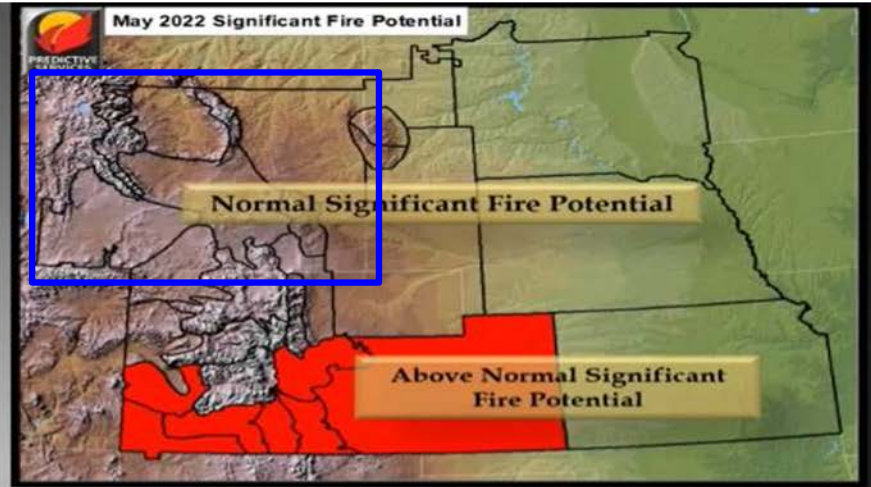 May 2022 Significant Fire Potential
PREDICTIVE
SERVICES
Normal Significant Fire Potential
Above Normal Significant
Fire Potential